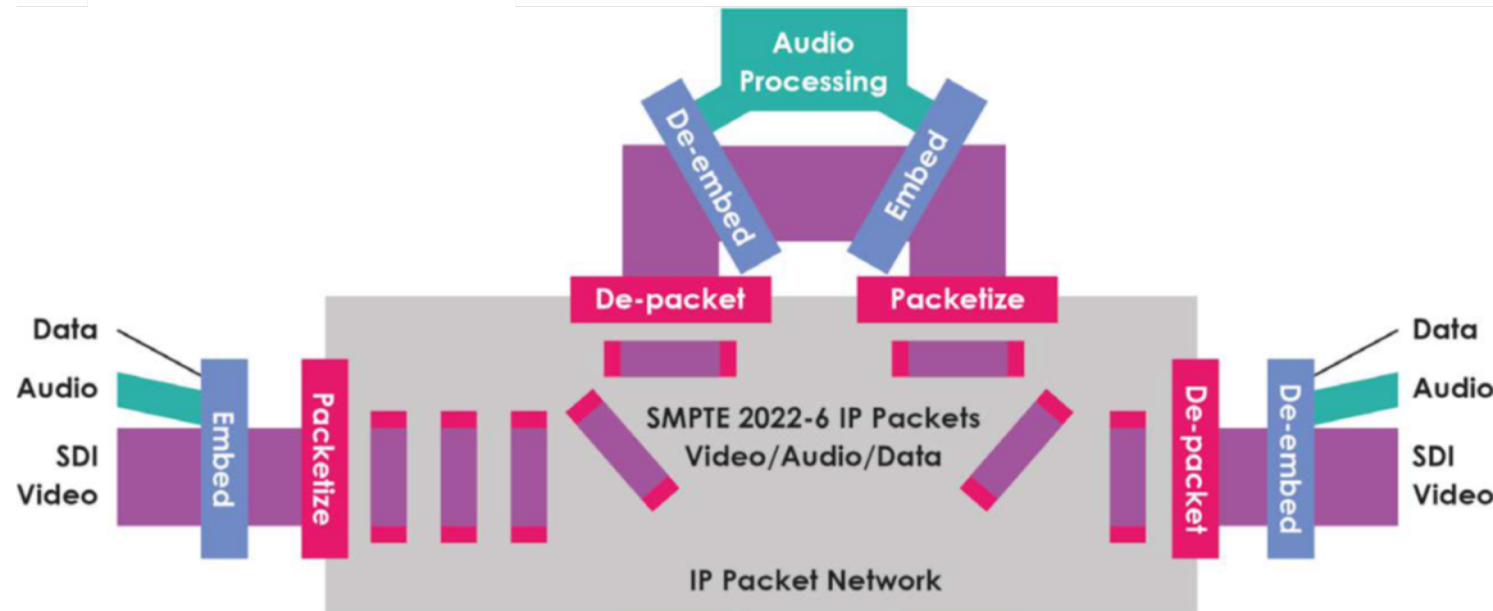 Audio
Processing
De-embed
Embed
De-packet
Packetize
Data
Audio
SDI
Video
Embed
Packetize
SMPTE 2022-6 IP Packets
Video/Audio/Data
IP Packet Network
De-packet
De-embed
Data
Audio
SDI
Video